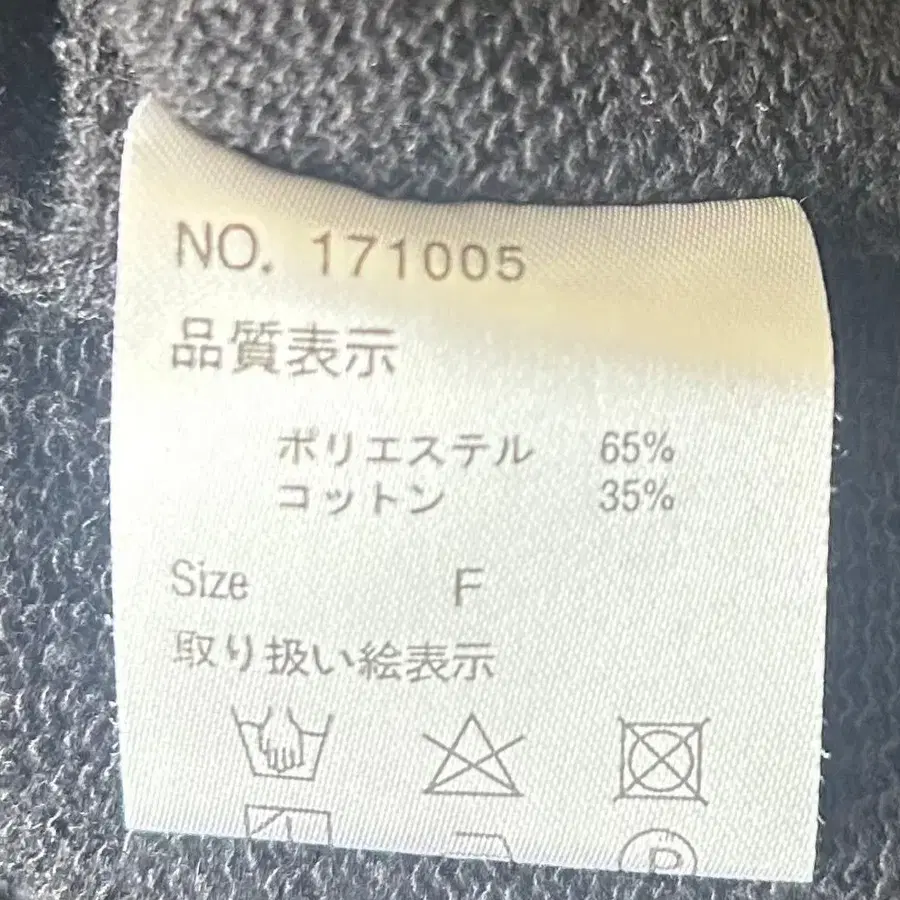 NO. 171005
品質表示
ポリエステル 65%
コットン 35%
Size F
取り扱い絵表示
P